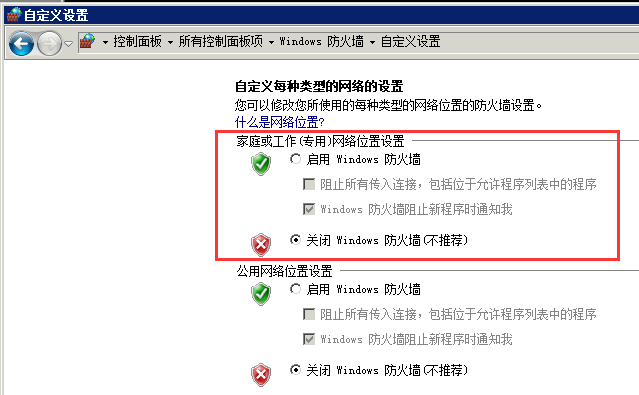 自定义设置
控制面板 所有控制面板项 Windows 防火墙 自定义设置
自定义每种类型的网络的设置
您可以修改您所使用的每种类型的网络位置的防火墙设置。
什么是网络位置?
家庭或工作(专用)网络位置设置
启用 Windows 防火墙
阻止所有传入连接，包括位于允许程序列表中的程序
Windows 防火墙阻止新程序时通知我
关闭 Windows 防火墙(不推荐)
公用网络位置设置
启用 Windows 防火墙
阻止所有传入连接，包括位于允许程序列表中的程序
Windows 防火墙阻止新程序时通知我
关闭 Windows 防火墙(不推荐)